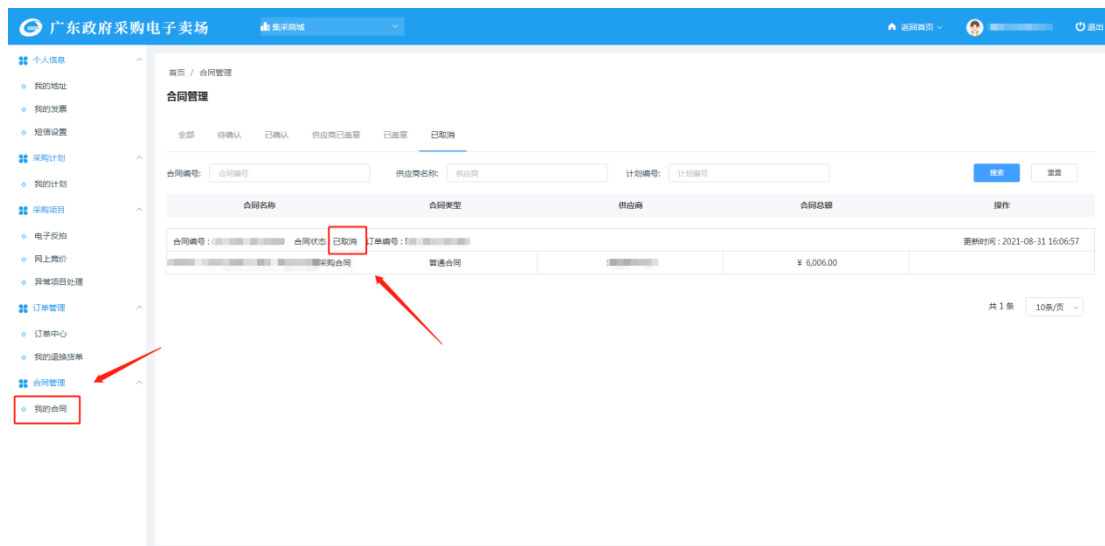 广东政府采购电子卖场 集采商城 返回首页 退出
个人信息
我的地址
我的发票
短信设置
采购计划
我的计划
采购项目
电子反拍
网上竞价
异常项目处理
订单管理
订单中心
我的退换货单
合同管理
我的合同
首页 / 合同管理
合同管理
全部 待确认 已确认 供应商已盖章 已盖章 已取消
合同编号: 合同编号 供应商名称: 供应商 计划编号: 计划编号 搜索 重置
合同名称 合同类型 供应商 合同总额 操作
合同编号: 合同状态 已取消 订单编号: 更新时间:2021-08-31 16:06:57
采购合同 普通合同 ¥ 6,006.00
共 1 条 10条/页